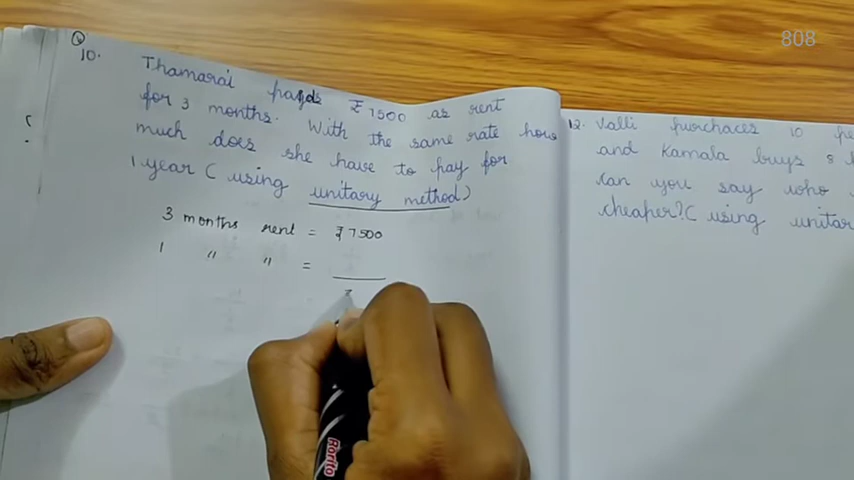 808
10. Thamarai pays ₹7500 as rent
for 3 months. With the same rate how
much does she have to pay for
1 year ( using unitary method)
3 months rent = ₹7500
1 " " =
12. Valli purchaces 10
and Kamala buys 8
can you say who
cheaper? ( using
Rorito